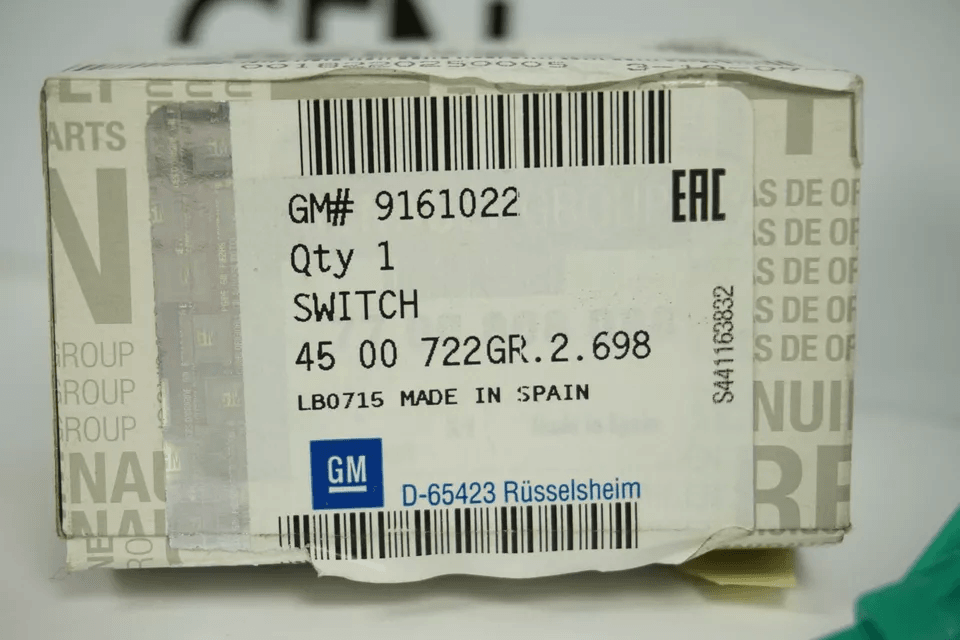 GM# 9161022
EAC
Qty 1
SWITCH
45 00 722GR.2.698
LB0715 MADE IN SPAIN
S441163832
GM
D-65423 Rüsselsheim
ARTS
GROUP
GROUP
GROUP
AS DE OF
AS DE OF
AS DE OF
AS DE OF
AS DE OF
NUI